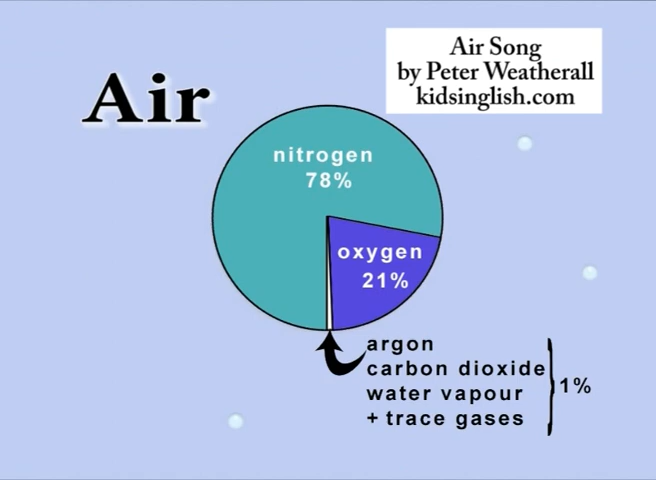 Air
Air Song
by Peter Weatherall
kidsinglish.com
nitrogen
78%
oxygen
21%
argon
carbon dioxide
water vapour
+ trace gases
1%